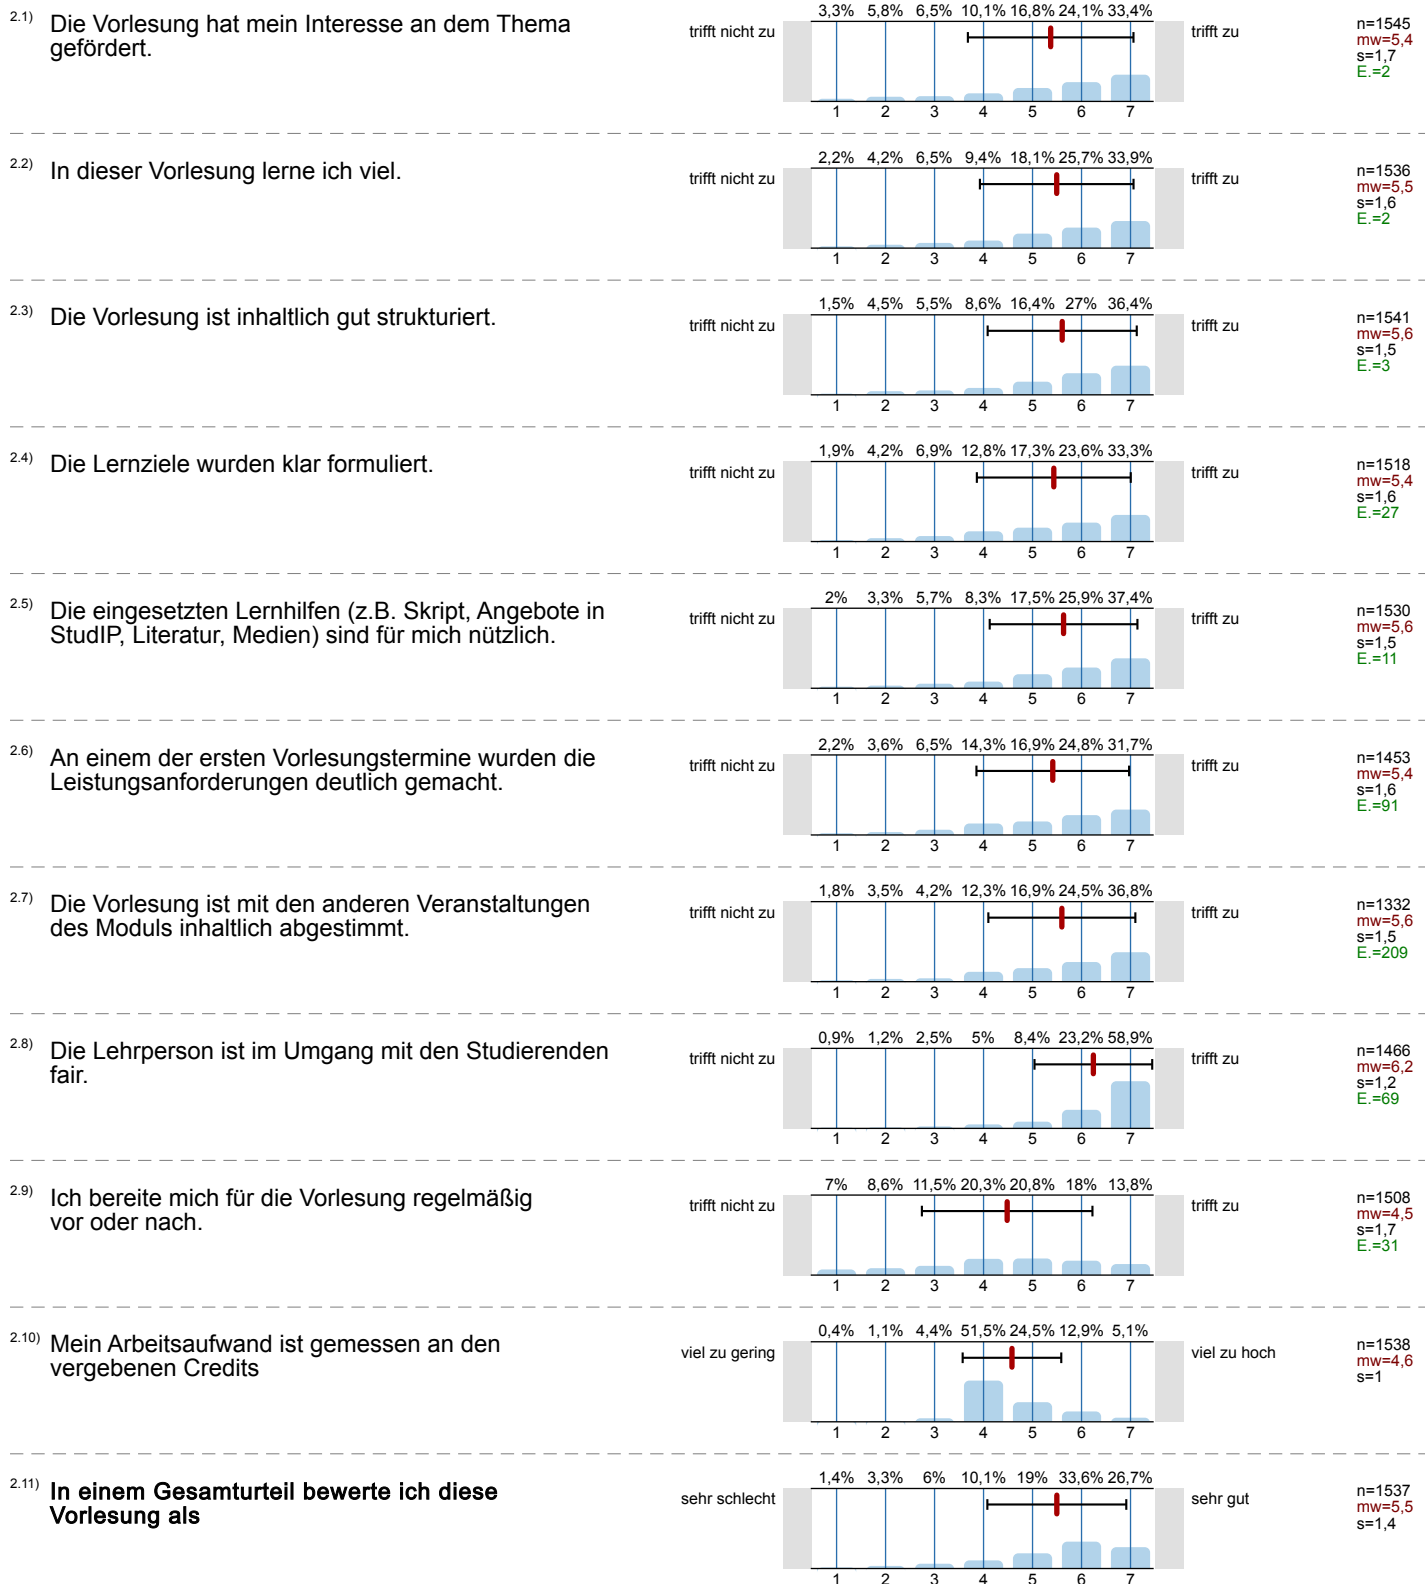 2.1) Die Vorlesung hat mein Interesse an dem Thema
gefördert.
trifft nicht zu
3,3% 5,8% 6,5% 10,1% 16,8% 24,1% 33,4%
1 2 3 4 5 6 7
trifft zu
n=1545
mw=5,4
s=1,7
E.=2
2.2) In dieser Vorlesung lerne ich viel.
trifft nicht zu
2,2% 4,2% 6,5% 9,4% 18,1% 25,7% 33,9%
1 2 3 4 5 6 7
trifft zu
n=1536
mw=5,5
s=1,6
E.=2
2.3) Die Vorlesung ist inhaltlich gut strukturiert.
trifft nicht zu
1,5% 4,5% 5,5% 8,6% 16,4% 27% 36,4%
1 2 3 4 5 6 7
trifft zu
n=1541
mw=5,6
s=1,5
E.=3
2.4) Die Lernziele wurden klar formuliert.
trifft nicht zu
1,9% 4,2% 6,9% 12,8% 17,3% 23,6% 33,3%
1 2 3 4 5 6 7
trifft zu
n=1518
mw=5,4
s=1,6
E.=27
2.5) Die eingesetzten Lernhilfen (z.B. Skript, Angebote in
StudIP, Literatur, Medien) sind für mich nützlich.
trifft nicht zu
2% 3,3% 5,7% 8,3% 17,5% 25,9% 37,4%
1 2 3 4 5 6 7
trifft zu
n=1530
mw=5,6
s=1,5
E.=11
2.6) An einem der ersten Vorlesungstermine wurden die
Leistungsanforderungen deutlich gemacht.
trifft nicht zu
2,2% 3,6% 6,5% 14,3% 16,9% 24,8% 31,7%
1 2 3 4 5 6 7
trifft zu
n=1453
mw=5,4
s=1,6
E.=91
2.7) Die Vorlesung ist mit den anderen Veranstaltungen
des Moduls inhaltlich abgestimmt.
trifft nicht zu
1,8% 3,5% 4,2% 12,3% 16,9% 24,5% 36,8%
1 2 3 4 5 6 7
trifft zu
n=1332
mw=5,6
s=1,5
E.=209
2.8) Die Lehrperson ist im Umgang mit den Studierenden
fair.
trifft nicht zu
0,9% 1,2% 2,5% 5% 8,4% 23,2% 58,9%
1 2 3 4 5 6 7
trifft zu
n=1466
mw=6,2
s=1,2
E.=69
2.9) Ich bereite mich für die Vorlesung regelmäßig
vor oder nach.
trifft nicht zu
7% 8,6% 11,5% 20,3% 20,8% 18% 13,8%
1 2 3 4 5 6 7
trifft zu
n=1508
mw=4,5
s=1,7
E.=31
2.10) Mein Arbeitsaufwand ist gemessen an den
vergebenen Credits
viel zu gering
0,4% 1,1% 4,4% 51,5% 24,5% 12,9% 5,1%
1 2 3 4 5 6 7
viel zu hoch
n=1538
mw=4,6
s=1
2.11) In einem Gesamturteil bewerte ich diese
Vorlesung als
sehr schlecht
1,4% 3,3% 6% 10,1% 19% 33,6% 26,7%
1 2 3 4 5 6 7
sehr gut
n=1537
mw=5,5
s=1,4